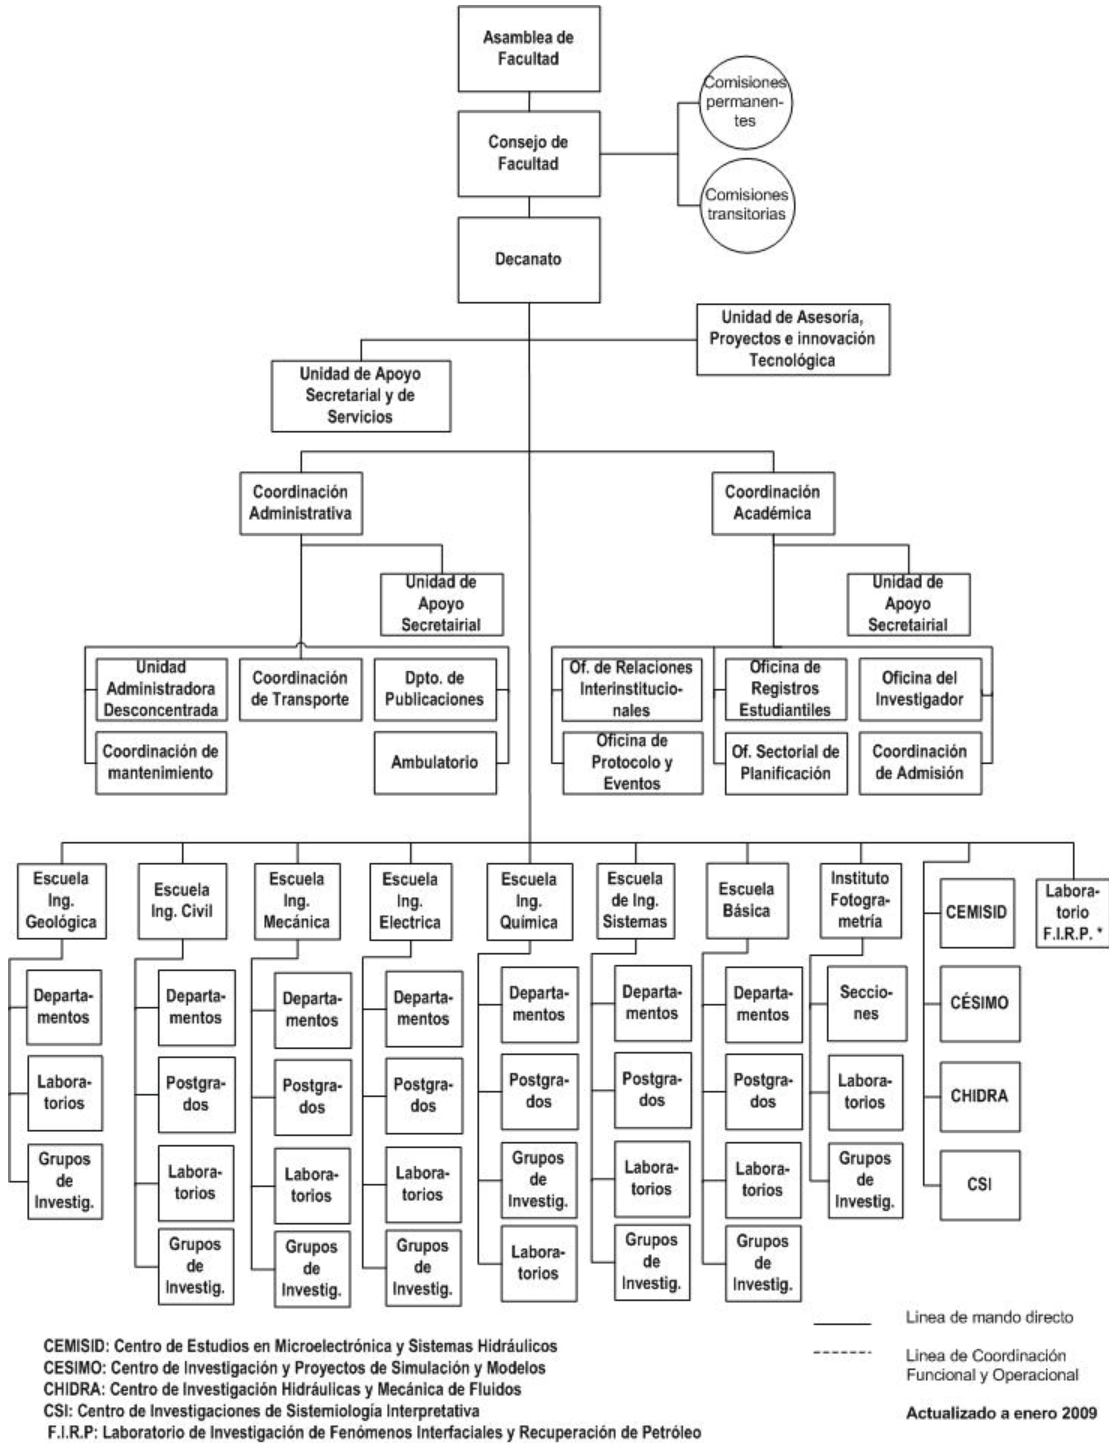 Asamblea de
Facultad
Comisiones
permanen-
tes
Consejo de
Facultad
Comisiones
transitorias
Decanato
Unidad de Asesoría,
Proyectos e innovación
Tecnológica
Unidad de Apoyo
Secretarial y de
Servicios
Coordinación
Administrativa
Coordinación
Académica
Unidad de
Apoyo
Secretairial
Unidad de
Apoyo
Secretairial
Unidad
Administradora
Desconcentrada
Coordinación
de Transporte
Dpto. de
Publicaciones
Of. de Relaciones
Interinstitucio-
nales
Oficina de
Registros
Estudiantiles
Oficina del
Investigador
Coordinación de
mantenimiento
Ambulatorio
Oficina de
Protocolo y
Eventos
Of. Sectorial de
Planificación
Coordinación
de Admisión
Escuela
Ing.
Geológica
Escuela
Ing. Civil
Escuela
Ing.
Mecánica
Escuela
Ing.
Electrica
Escuela
Ing.
Química
Escuela
de Ing.
Sistemas
Escuela
Básica
Instituto
Fotogra-
metría
CEMISID
Labora-
torio
F.I.R.P. *
Departa-
mentos
Departa-
mentos
Departa-
mentos
Departa-
mentos
Departa-
mentos
Departa-
mentos
Departa-
mentos
Seccio-
nes
CÉSIMO
Labora-
torios
Postgra-
dos
Postgra-
dos
Postgra-
dos
Postgra-
dos
Postgra-
dos
Postgra-
dos
Labora-
torios
CHIDRA
Grupos
de
Investig.
Labora-
torios
Labora-
torios
Labora-
torios
Grupos
de
Investig.
Labora-
torios
Labora-
torios
Grupos
de
Investig.
CSI
Grupos
de
Investig.
Grupos
de
Investig.
Grupos
de
Investig.
Labora-
torios
Grupos
de
Investig.
Grupos
de
Investig.
Linea de mando directo
Linea de Coordinación
Funcional y Operacional
Actualizado a enero 2009
CEMISID: Centro de Estudios en Microelectrónica y Sistemas Hidráulicos
CESIMO: Centro de Investigación y Proyectos de Simulación y Modelos
CHIDRA: Centro de Investigación Hidráulicas y Mecánica de Fluidos
CSI: Centro de Investigaciones de Sistemiología Interpretativa
F.I.R.P: Laboratorio de Investigación de Fenómenos Interfaciales y Recuperación de Petróleo